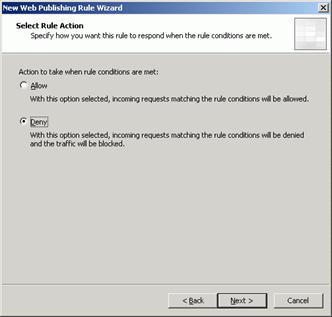 New Web Publishing Rule Wizard
Select Rule Action
Specify how you want this rule to respond when the rule conditions are met.
Action to take when rule conditions are met:
Allow
With this option selected, incoming requests matching the rule conditions will be allowed.
Deny
With this option selected, incoming requests matching the rule conditions will be denied
and the traffic will be blocked.
< Back
Next >
Cancel